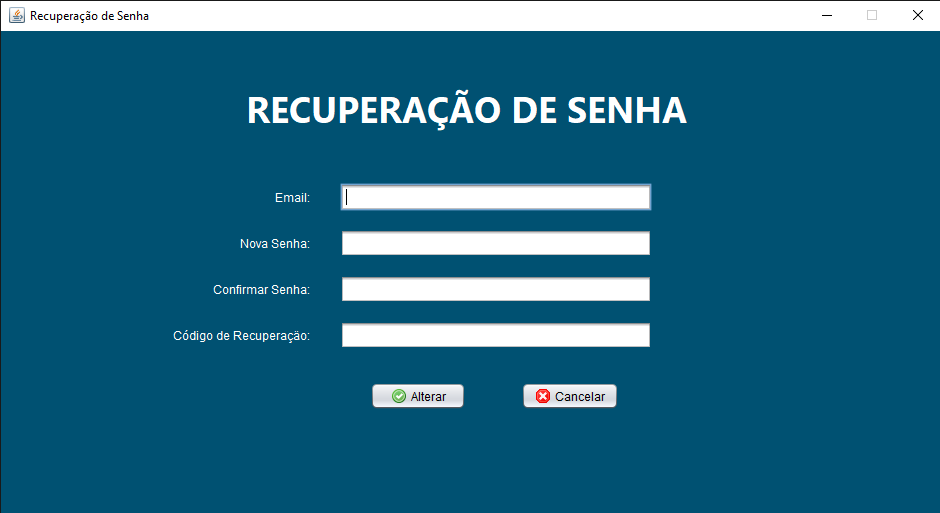 Recuperação de Senha
RECUPERAÇÃO DE SENHA
Email:
Nova Senha:
Confirmar Senha:
Código de Recuperação:
Alterar
Cancelar